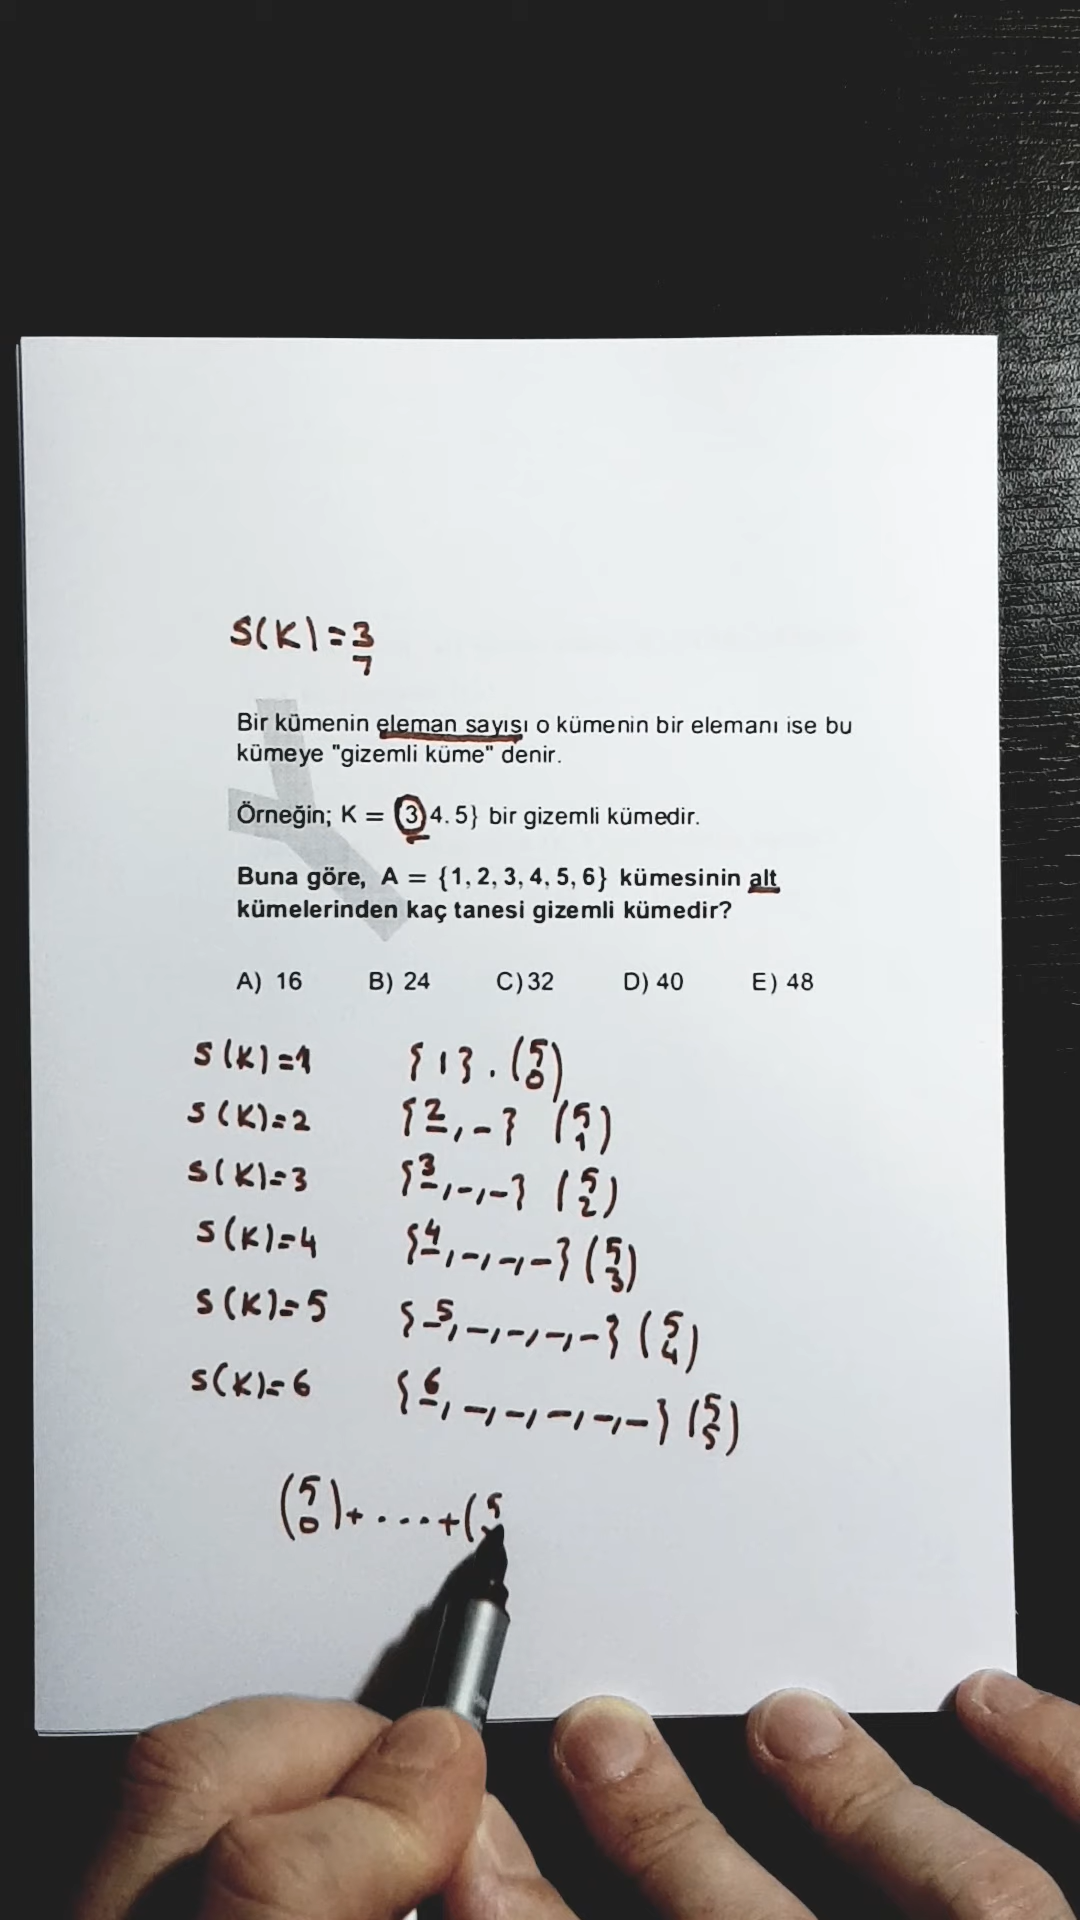 S(K)=3
7
Bir kümenin eleman sayısı o kümenin bir elemanı ise bu
kümeye "gizemli küme" denir.
Örneğin; K = {3, 4. 5} bir gizemli kümedir.
Buna göre, A = {1, 2, 3, 4, 5, 6} kümesinin alt
kümelerinden kaç tanesi gizemli kümedir?
A) 16 B) 24 C) 32 D) 40 E) 48
S(K)=1 {1} . (5 0)
S(K)=2 {2, -} (5 1)
S(K)=3 {3, -, -} (5 2)
S(K)=4 {4, -, -, -} (5 3)
S(K)=5 {5, -, -, -, -} (5 4)
S(K)=6 {6, -, -, -, -, -} (5 5)
(5 0) + .... + (5